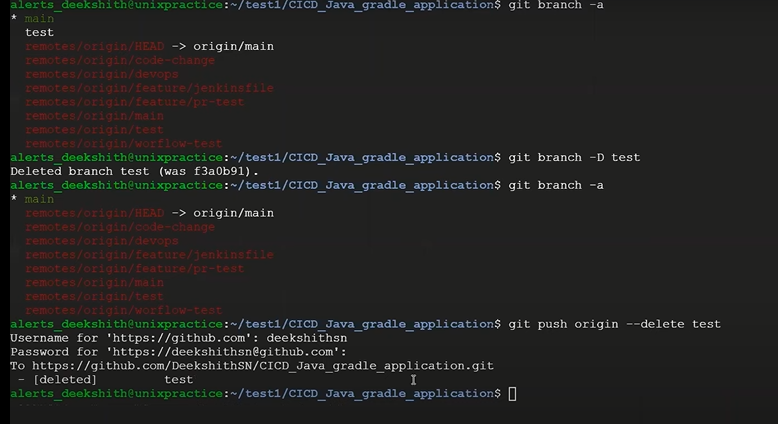 alerts_deekshith@unixpractice:~/test1/CICD_Java_gradle_application$ git branch -a
* main
  test
  remotes/origin/HEAD -> origin/main
  remotes/origin/code-change
  remotes/origin/devops
  remotes/origin/feature/jenkinsfile
  remotes/origin/feature/pr-test
  remotes/origin/main
  remotes/origin/test
  remotes/origin/worflow-test
alerts_deekshith@unixpractice:~/test1/CICD_Java_gradle_application$ git branch -D test
Deleted branch test (was f3a0b91).
alerts_deekshith@unixpractice:~/test1/CICD_Java_gradle_application$ git branch -a
* main
  remotes/origin/HEAD -> origin/main
  remotes/origin/code-change
  remotes/origin/devops
  remotes/origin/feature/jenkinsfile
  remotes/origin/feature/pr-test
  remotes/origin/main
  remotes/origin/test
  remotes/origin/worflow-test
alerts_deekshith@unixpractice:~/test1/CICD_Java_gradle_application$ git push origin --delete test
Username for 'https://github.com': deekshithsn
Password for 'https://deekshithsn@github.com':
To https://github.com/DeekshithSN/CICD_Java_gradle_application.git
 - [deleted]         test
alerts_deekshith@unixpractice:~/test1/CICD_Java_gradle_application$